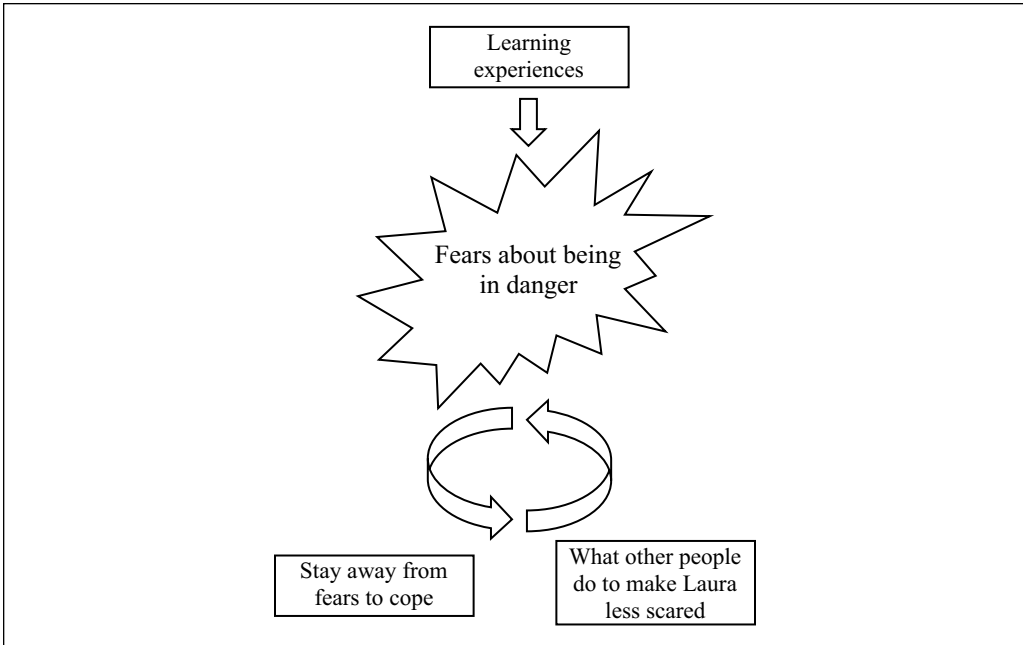 Learning
experiences
Fears about being
in danger
Stay away from
fears to cope
What other people
do to make Laura
less scared